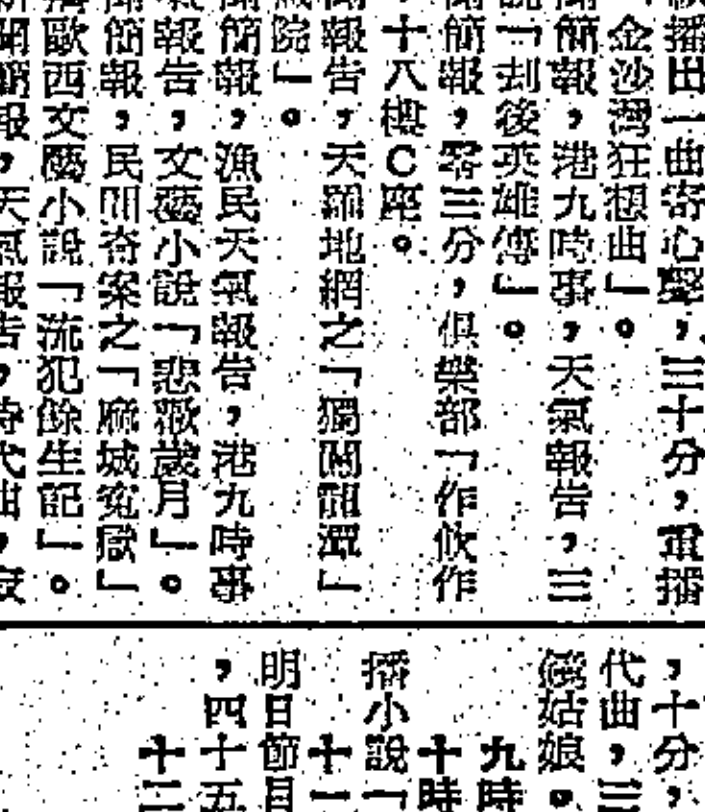 播出一曲寄心聲，三十分，重播
「金沙灣狂想曲」。
簡報，港九時事，天氣報告，三
「刦後英雄傳」。
簡報，零三分，俱樂部「作攸作
十八樓C座。
報告，天羅地網之「獨闖龍潭」
院」。
簡報，漁民天氣報告，港九時事
報告，文藝小說「悲歡歲月」。
簡報，民間奇案之「麻城冤獄」
歐西文藝小說「流犯餘生記」。
簡報，天氣報告，時代曲，寂
，十分，
代曲，三
姑娘。
九時
十時
播小說「
十一
明日節目
，四十五
十二